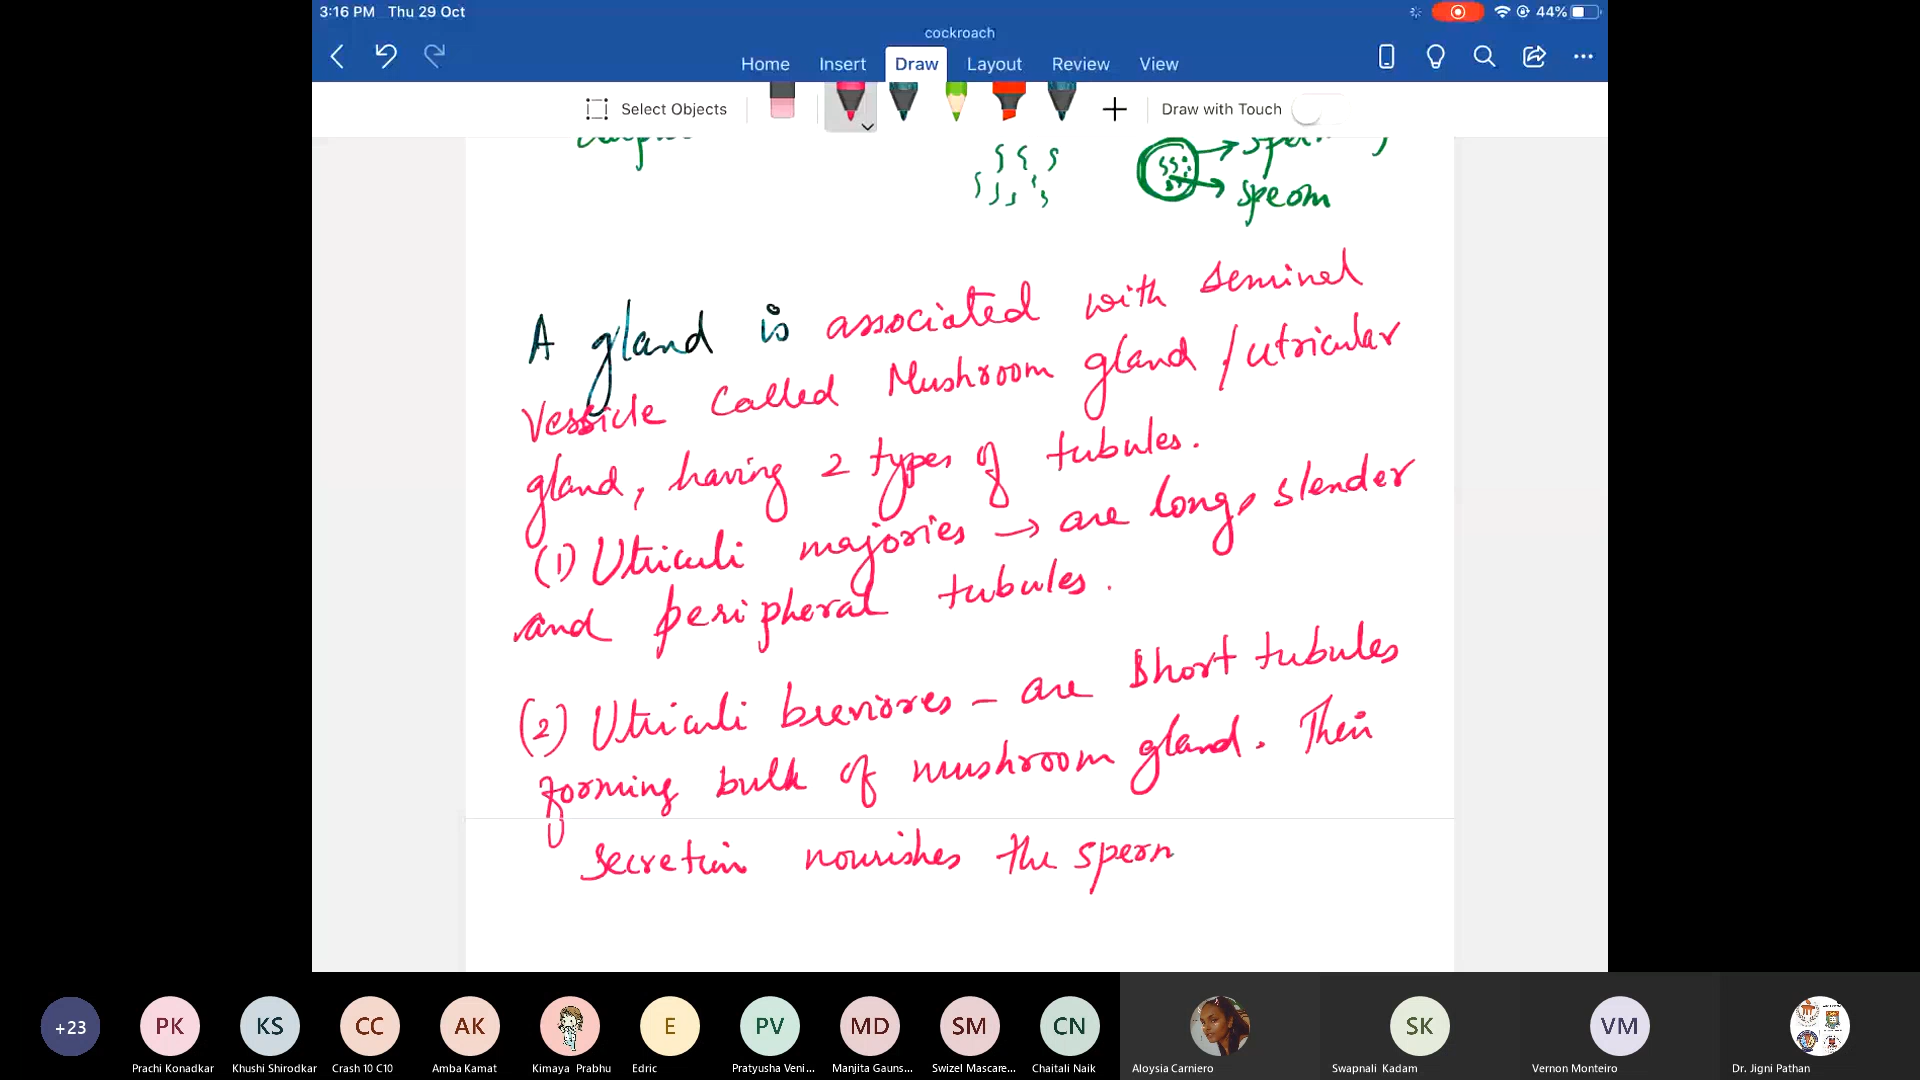 3:16 PM Thu 29 Oct
44%
cockroach
Home Insert Draw Layout Review View
Select Objects
Draw with Touch
speom
A gland is associated with seminal
Vessicle Called Mushroom gland / utricular
gland, having 2 types of tubules.
(1) Utriculi majories → are long, slender
and peripheral tubules.
(2) Utriculi breviores – are Short tubules
forming bulk of mushroom gland. Their
secretion nourishes the sperm
+23
PK KS CC AK E PV MD SM CN SK VM
Prachi Konadkar Khushi Shirodkar Crash 10 C10 Amba Kamat Kimaya Prabhu Edric Pratyusha Veni... Manjita Gauns... Swizel Mascare... Chaitali Naik Aloysia Carniero Swapnali Kadam Vernon Monteiro Dr. Jigni Pathan